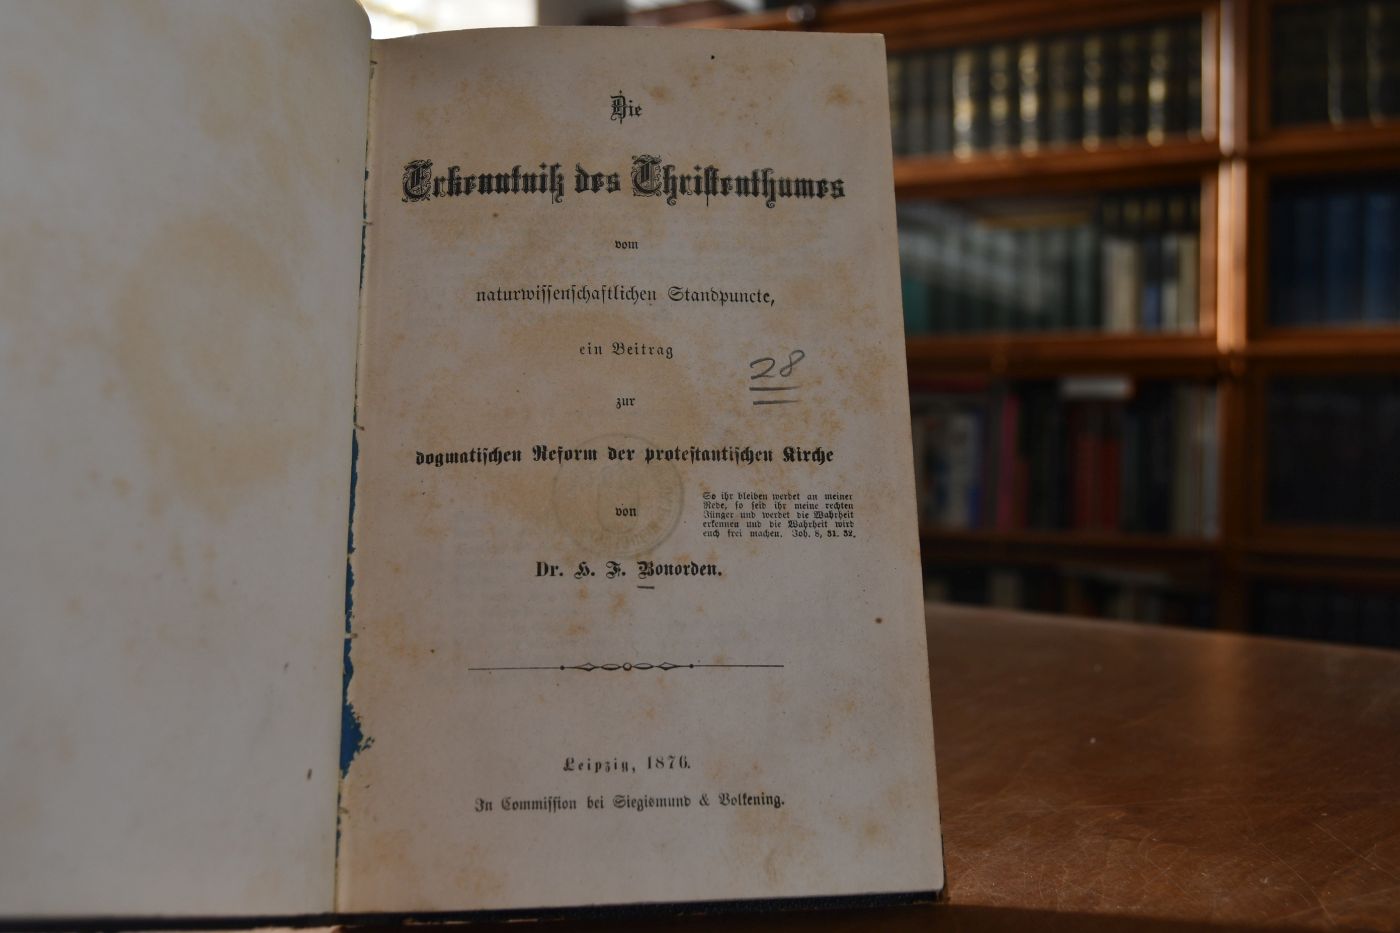 Die
Erkenntniß des Christenthumes
vom
naturwissenschaftlichen Standpuncte,
ein Beitrag
28
zur
dogmatischen Reform der protestantischen Kirche
So ihr bleiben werdet an meiner
Rede, so seid ihr meine rechten
Jünger und werdet die Wahrheit
erkennen und die Wahrheit wird
euch frei machen. Joh. 8, 31. 32.
von
Dr. H. F. Bonorden.
Leipzig, 1876.
In Commission bei Siegismund & Volkening.